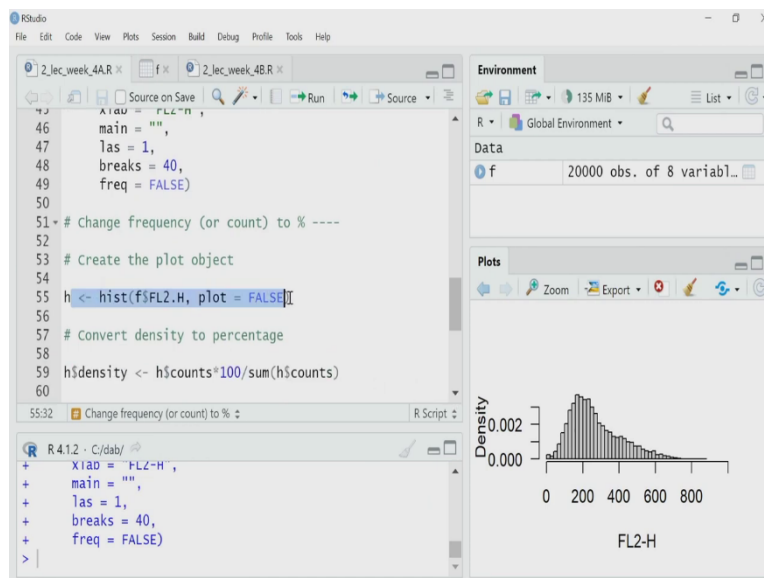 RStudio
File Edit Code View Plots Session Build Debug Profile Tools Help
2_lec_week_4A.R × f × 2_lec_week_4B.R ×
Source on Save Run Source
45 xlab = "FL2-H",
46 main = "",
47 las = 1,
48 breaks = 40,
49 freq = FALSE)
50
51 # Change frequency (or count) to % ----
52
53 # Create the plot object
54
55 h <- hist(f$FL2.H, plot = FALSE
56
57 # Convert density to percentage
58
59 h$density <- h$counts*100/sum(h$counts)
60
55:32 Change frequency (or count) to % R Script
R 4.1.2 · C:/dab/
+ xlab = "FL2-H",
+ main = "",
+ las = 1,
+ breaks = 40,
+ freq = FALSE)
>
Environment
135 MiB List
R Global Environment
Data
f 20000 obs. of 8 variabl…
Plots
Zoom Export
Density
0.002
0.000
0 200 400 600 800
FL2-H